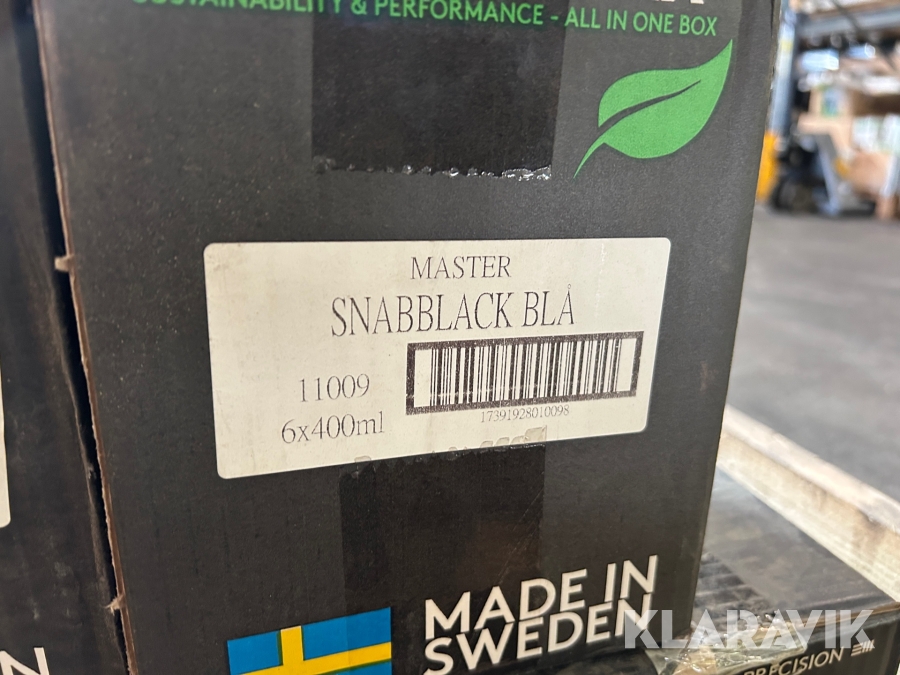 SUSTAINABILITY & PERFORMANCE - ALL IN ONE BOX
MASTER
SNABBLACK BLÅ
11009
6x400ml
17391928010098
MADE IN
SWEDEN
KLARAVIK
PRECISION